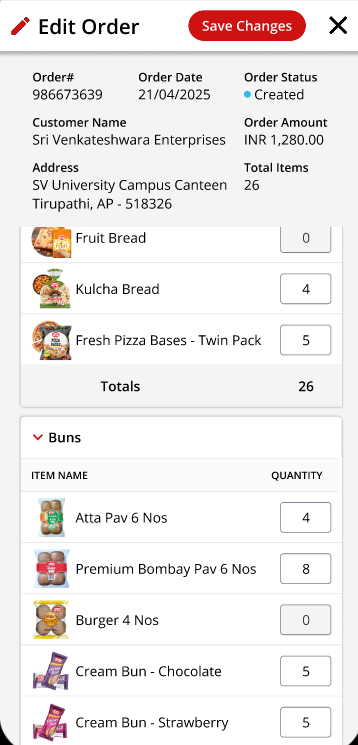 Edit Order
Save Changes
Order#
Order Date
Order Status
986673639
21/04/2025
Created
Customer Name
Order Amount
Sri Venkateshwara Enterprises
INR 1,280.00
Address
Total Items
SV University Campus Canteen
26
Tirupathi, AP - 518326
Fruit Bread
0
Kulcha Bread
4
Fresh Pizza Bases - Twin Pack
5
Totals
26
Buns
ITEM NAME
QUANTITY
Atta Pav 6 Nos
4
Premium Bombay Pav 6 Nos
8
Burger 4 Nos
0
Cream Bun - Chocolate
5
Cream Bun - Strawberry
5